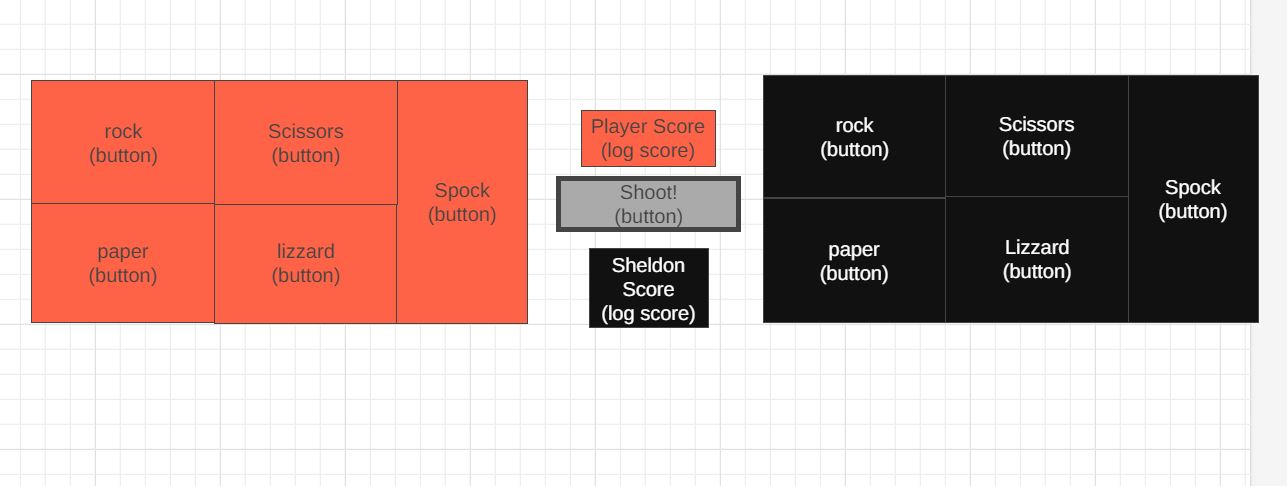 rock
(button)
Scissors
(button)
Spock
(button)
paper
(button)
lizzard
(button)
Player Score
(log score)
Shoot!
(button)
Sheldon
Score
(log score)
rock
(button)
Scissors
(button)
Spock
(button)
paper
(button)
Lizzard
(button)